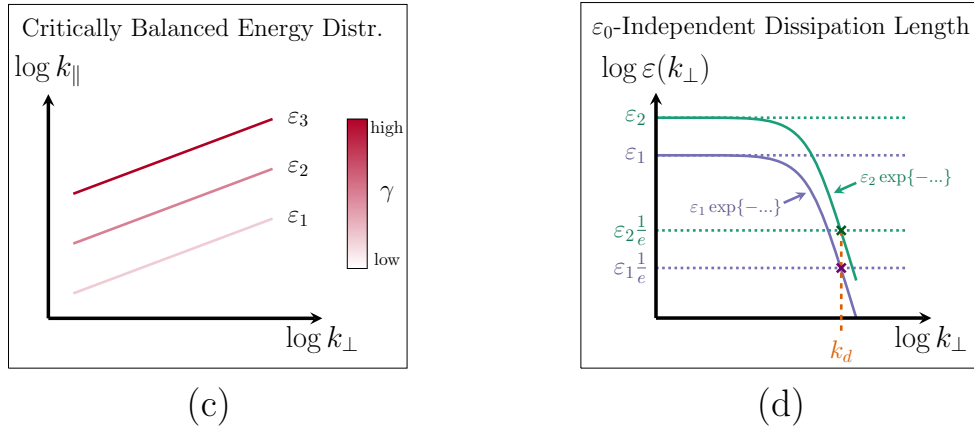 Critically Balanced Energy Distr.
log k∥
ε₃
ε₂
ε₁
high
γ
low
log k⊥
(c)
ε₀-Independent Dissipation Length
log ε(k⊥)
ε₂
ε₁
ε₂ exp{−...}
ε₁ exp{−...}
ε₂ 1/e
ε₁ 1/e
log k⊥
k_d
(d)